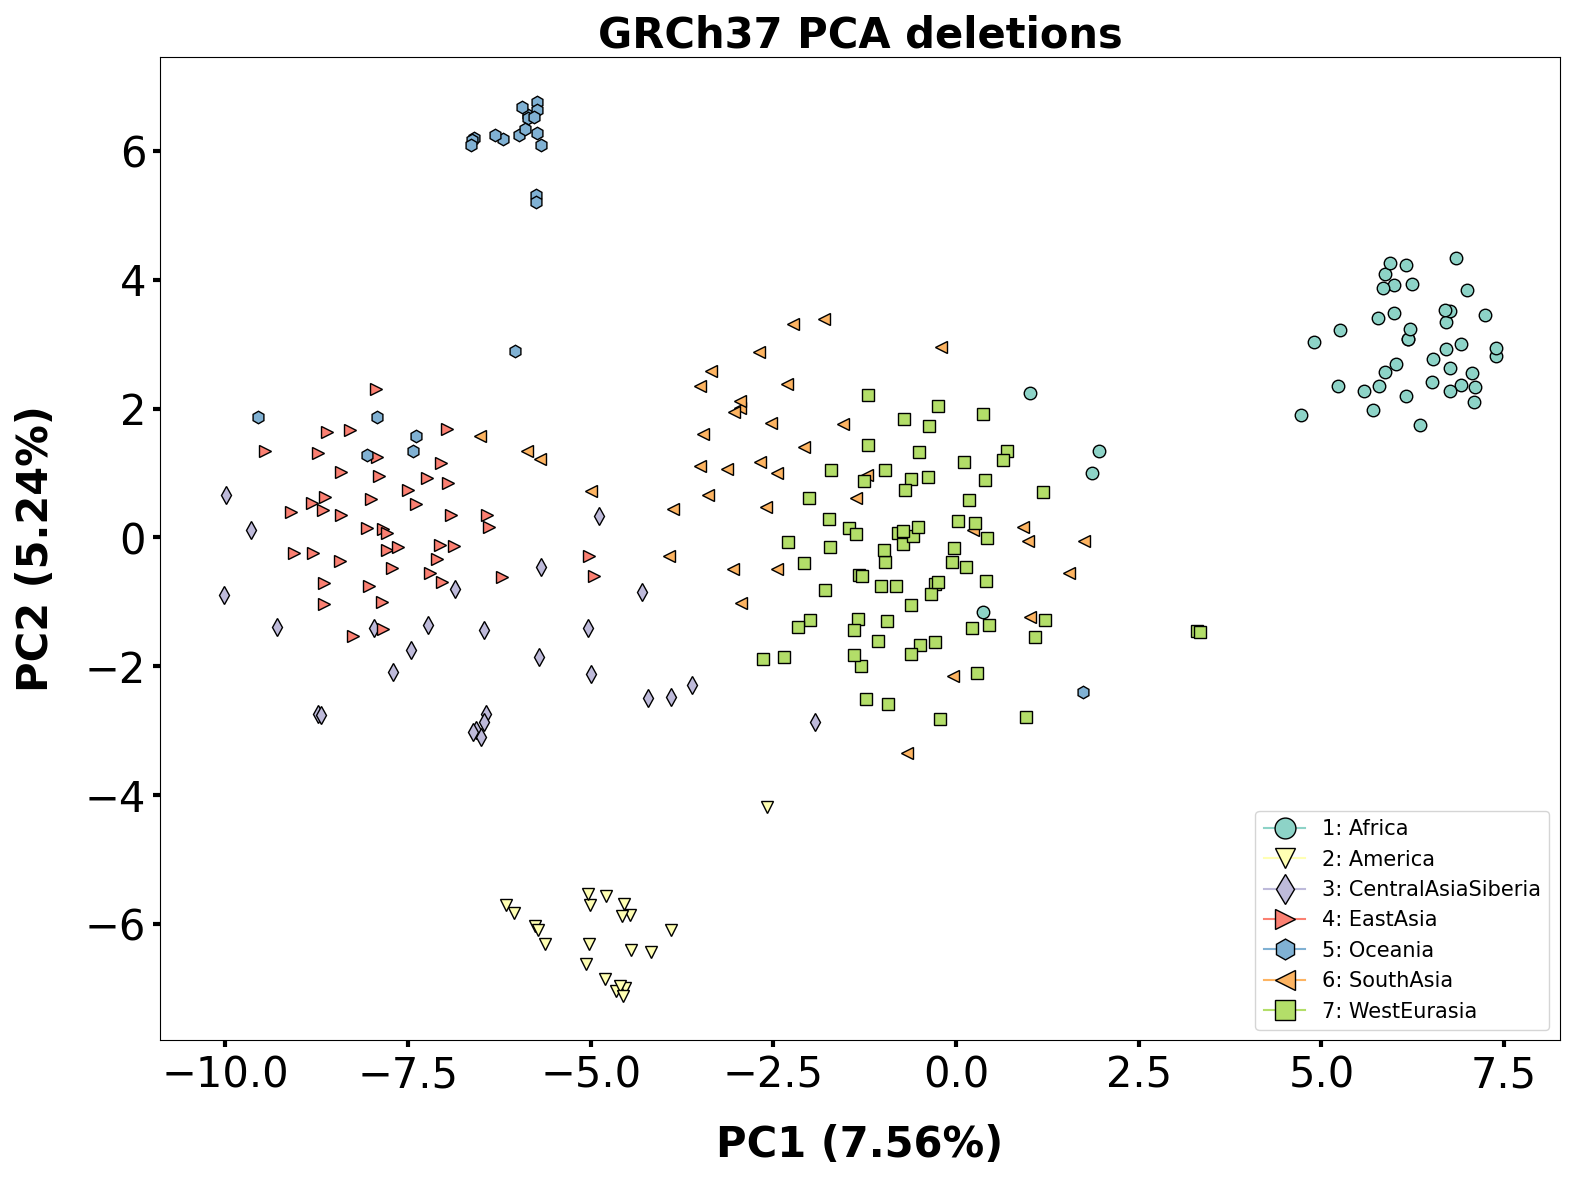 GRCh37 PCA deletions
PC2 (5.24%)
6
4
2
0
−2
−4
−6
1: Africa
2: America
3: CentralAsiaSiberia
4: EastAsia
5: Oceania
6: SouthAsia
7: WestEurasia
−10.0 −7.5 −5.0 −2.5 0.0 2.5 5.0 7.5
PC1 (7.56%)